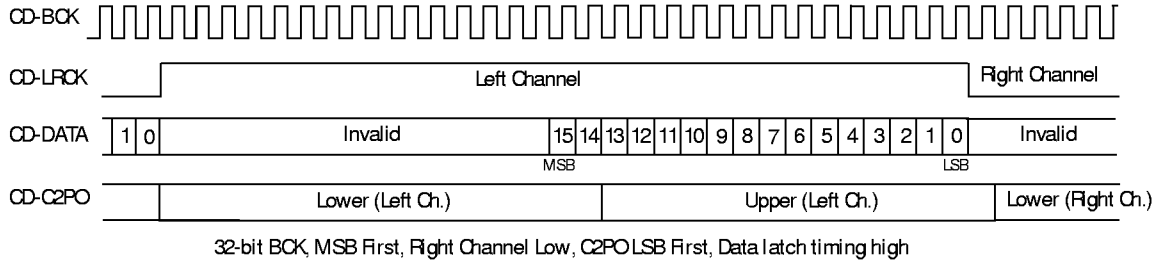 CD-BCK
CD-LRCK Left Channel Right Channel
CD-DATA 1 0 Invalid 15 14 13 12 11 10 9 8 7 6 5 4 3 2 1 0 Invalid
MSB LSB
CD-C2PO Lower (Left Ch.) Upper (Left Ch.) Lower (Right Ch.)
32-bit BCK, MSB First, Right Channel Low, C2PO LSB First, Data latch timing high